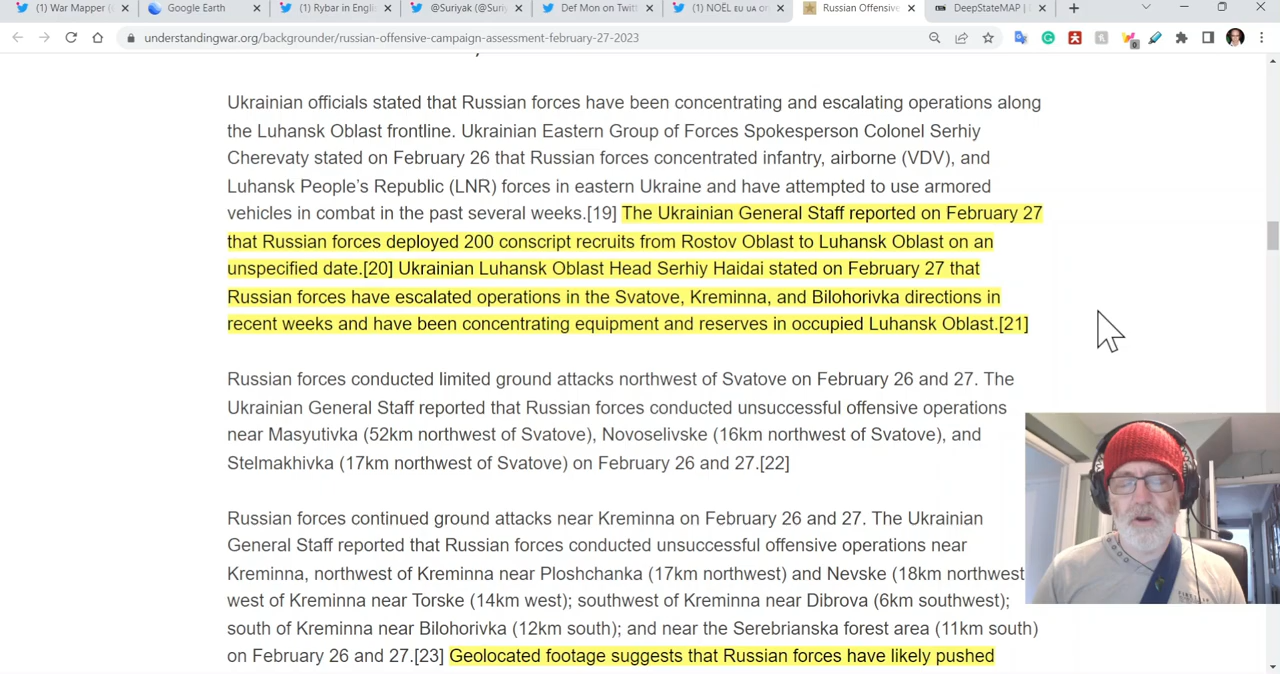 (1) War Mapper (
Google Earth
(1) Rybar in Engli
@Suriyak (@Suriy
Def Mon on Twitt
(1) NOËL EU UA on
Russian Offensive
DeepStateMAP |
understandingwar.org/backgrounder/russian-offensive-campaign-assessment-february-27-2023
Ukrainian officials stated that Russian forces have been concentrating and escalating operations along
the Luhansk Oblast frontline. Ukrainian Eastern Group of Forces Spokesperson Colonel Serhiy
Cherevaty stated on February 26 that Russian forces concentrated infantry, airborne (VDV), and
Luhansk People's Republic (LNR) forces in eastern Ukraine and have attempted to use armored
vehicles in combat in the past several weeks.[19] The Ukrainian General Staff reported on February 27
that Russian forces deployed 200 conscript recruits from Rostov Oblast to Luhansk Oblast on an
unspecified date.[20] Ukrainian Luhansk Oblast Head Serhiy Haidai stated on February 27 that
Russian forces have escalated operations in the Svatove, Kreminna, and Bilohorivka directions in
recent weeks and have been concentrating equipment and reserves in occupied Luhansk Oblast.[21]
Russian forces conducted limited ground attacks northwest of Svatove on February 26 and 27. The
Ukrainian General Staff reported that Russian forces conducted unsuccessful offensive operations
near Masyutivka (52km northwest of Svatove), Novoselivske (16km northwest of Svatove), and
Stelmakhivka (17km northwest of Svatove) on February 26 and 27.[22]
Russian forces continued ground attacks near Kreminna on February 26 and 27. The Ukrainian
General Staff reported that Russian forces conducted unsuccessful offensive operations near
Kreminna, northwest of Kreminna near Ploshchanka (17km northwest) and Nevske (18km northwest
west of Kreminna near Torske (14km west); southwest of Kreminna near Dibrova (6km southwest);
south of Kreminna near Bilohorivka (12km south); and near the Serebrianska forest area (11km south)
on February 26 and 27.[23] Geolocated footage suggests that Russian forces have likely pushed